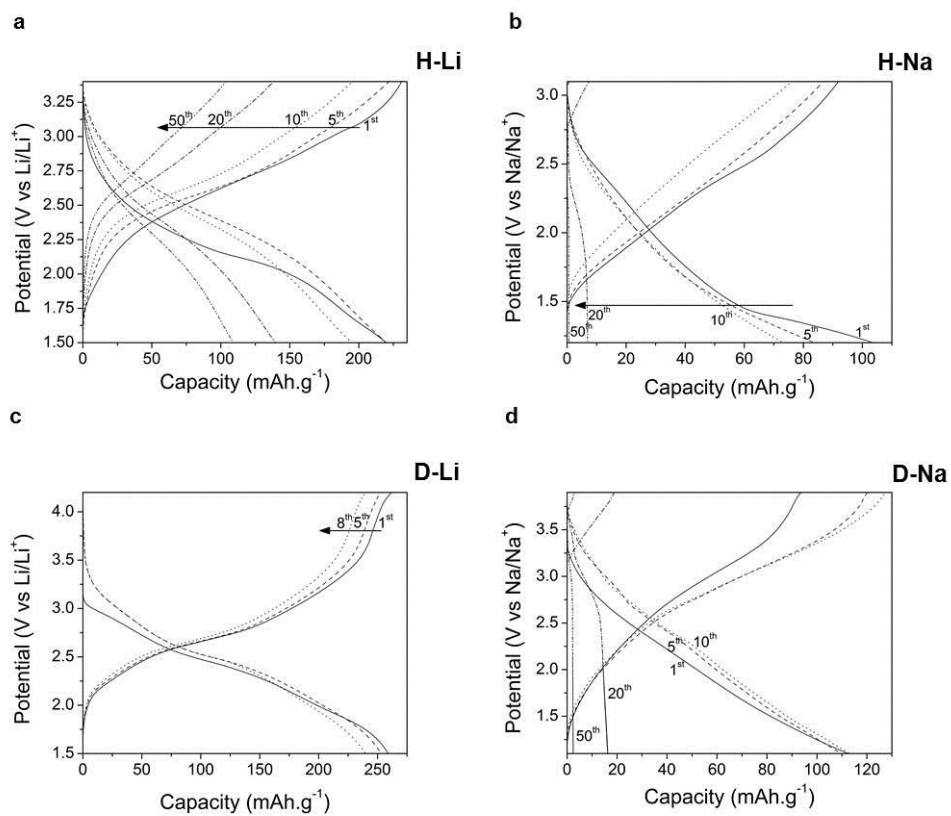 a
H-Li
Potential (V vs Li/Li⁺)
3.25
3.00
2.75
2.50
2.25
2.00
1.75
1.50
50ᵗʰ 20ᵗʰ 10ᵗʰ 5ᵗʰ 1ˢᵗ
0 50 100 150 200
Capacity (mAh.g⁻¹)
b
H-Na
Potential (V vs Na/Na⁺)
3.0
2.5
2.0
1.5
50ᵗʰ 20ᵗʰ 10ᵗʰ 5ᵗʰ 1ˢᵗ
0 20 40 60 80 100
Capacity (mAh.g⁻¹)
c
D-Li
Potential (V vs Li/Li⁺)
4.0
3.5
3.0
2.5
2.0
1.5
8ᵗʰ 5ᵗʰ 1ˢᵗ
0 50 100 150 200 250
Capacity (mAh.g⁻¹)
d
D-Na
Potential (V vs Na/Na⁺)
3.5
3.0
2.5
2.0
1.5
5ᵗʰ 10ᵗʰ
1ˢᵗ
20ᵗʰ
50ᵗʰ
0 20 40 60 80 100 120
Capacity (mAh.g⁻¹)